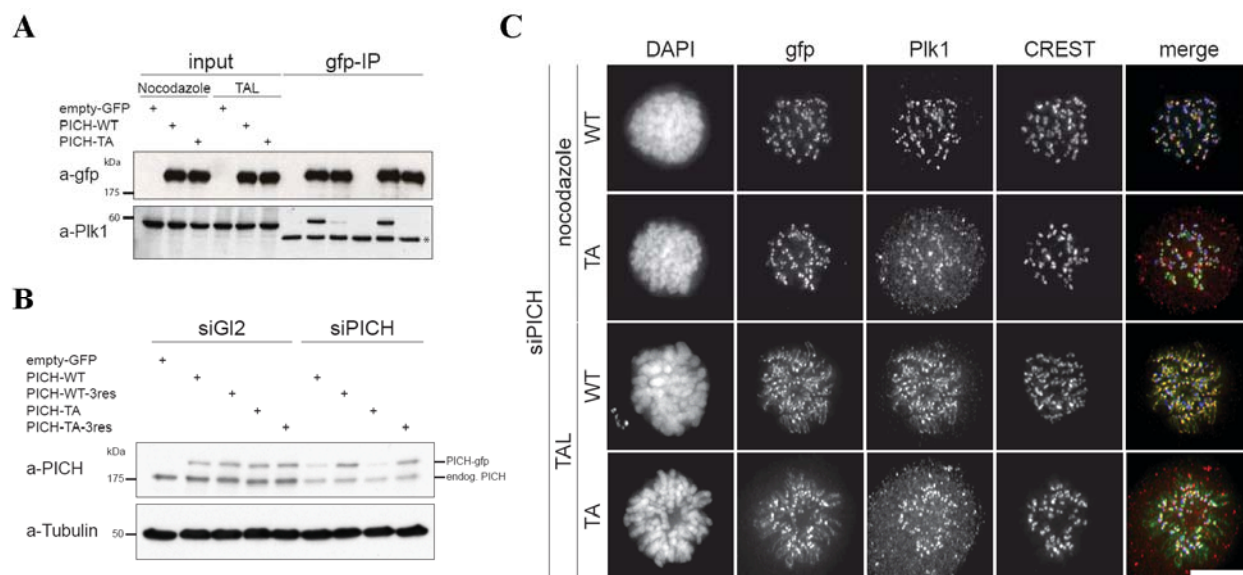 A
input
gfp-IP
Nocodazole
TAL
empty-GFP +  +
PICH-WT +  +
PICH-TA +  +
kDa
a-gfp
175
60
a-Plk1
*
B
siGl2
siPICH
empty-GFP +
PICH-WT +  +
PICH-WT-3res +  +
PICH-TA +  +
PICH-TA-3res +  +
kDa
a-PICH
PICH-gfp
175
endog. PICH
a-Tubulin
50
C
DAPI
gfp
Plk1
CREST
merge
siPICH
nocodazole
WT
TA
TAL
WT
TA